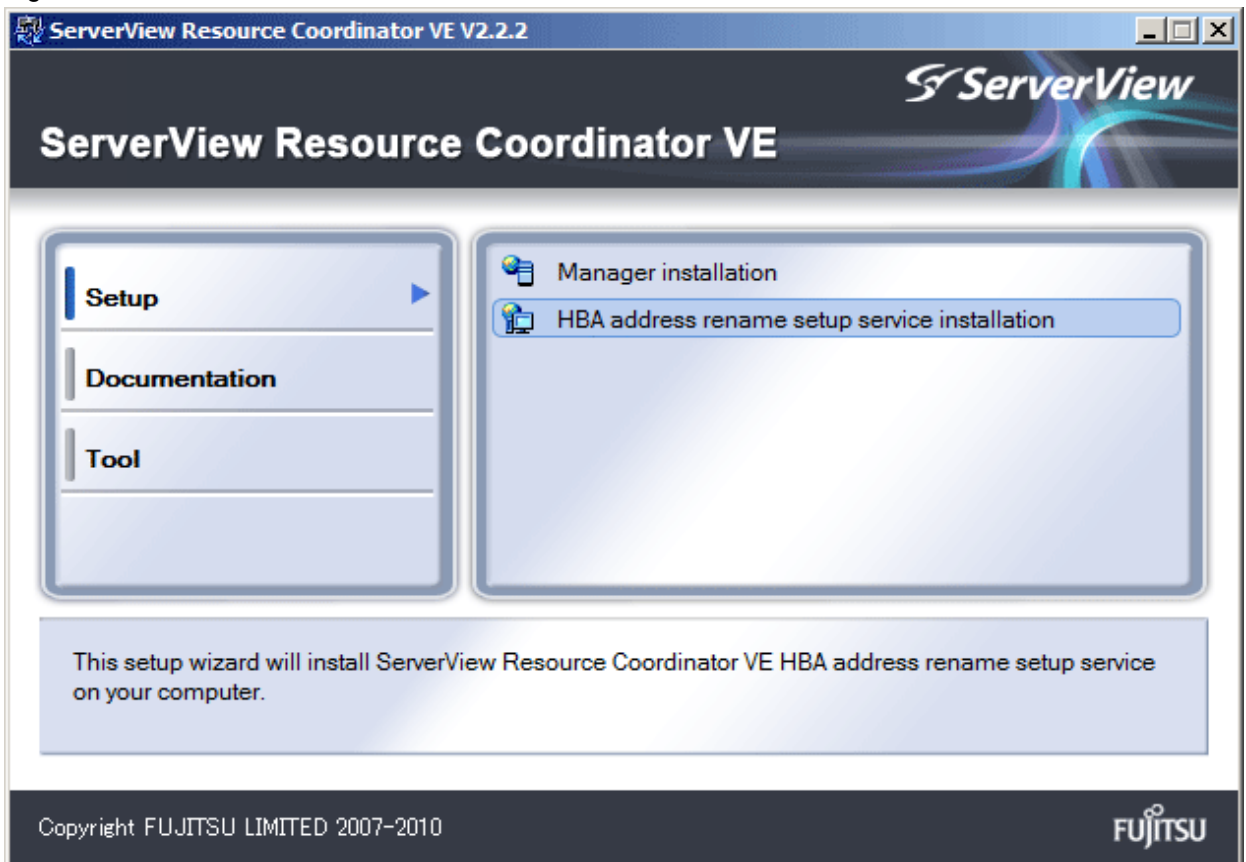 ServerView Resource Coordinator VE V2.2.2
ServerView
ServerView Resource Coordinator VE
Setup
Documentation
Tool
Manager installation
HBA address rename setup service installation
This setup wizard will install ServerView Resource Coordinator VE HBA address rename setup service
on your computer.
Copyright FUJITSU LIMITED 2007-2010
FUJITSU